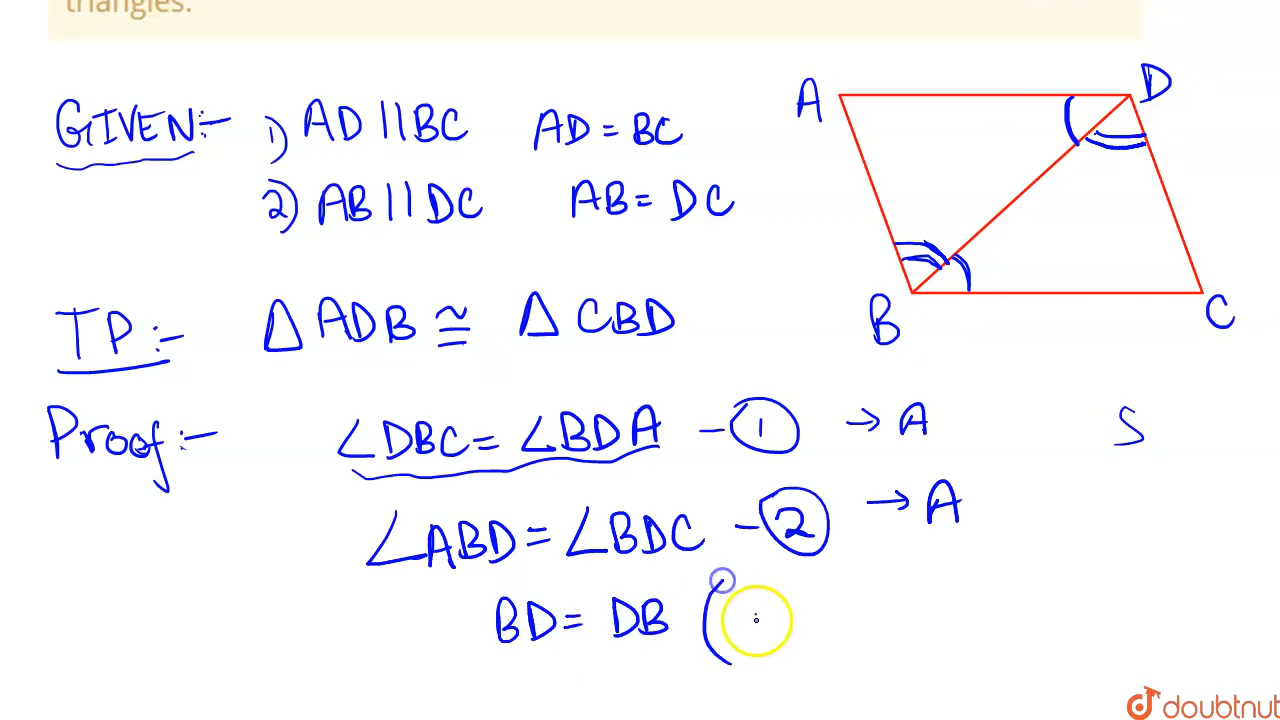 triangles.
GIVEN:- 1) AD || BC AD = BC
2) AB || DC AB = DC
A D
B C
TP:- Δ ADB ≅ Δ CBD
Proof:- ∠DBC = ∠BDA - 1 → A S
∠ABD = ∠BDC - 2 → A
BD = DB (
doubtnut